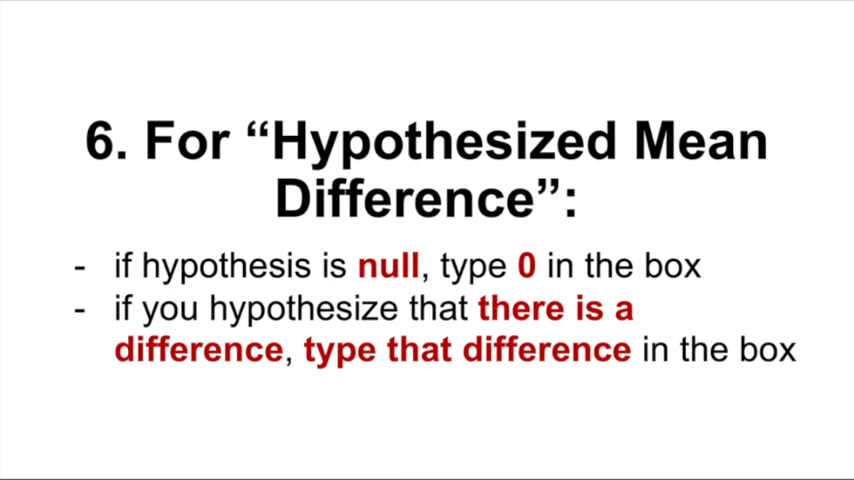 6. For “Hypothesized Mean
Difference”:
- if hypothesis is null, type 0 in the box
- if you hypothesize that there is a
difference, type that difference in the box